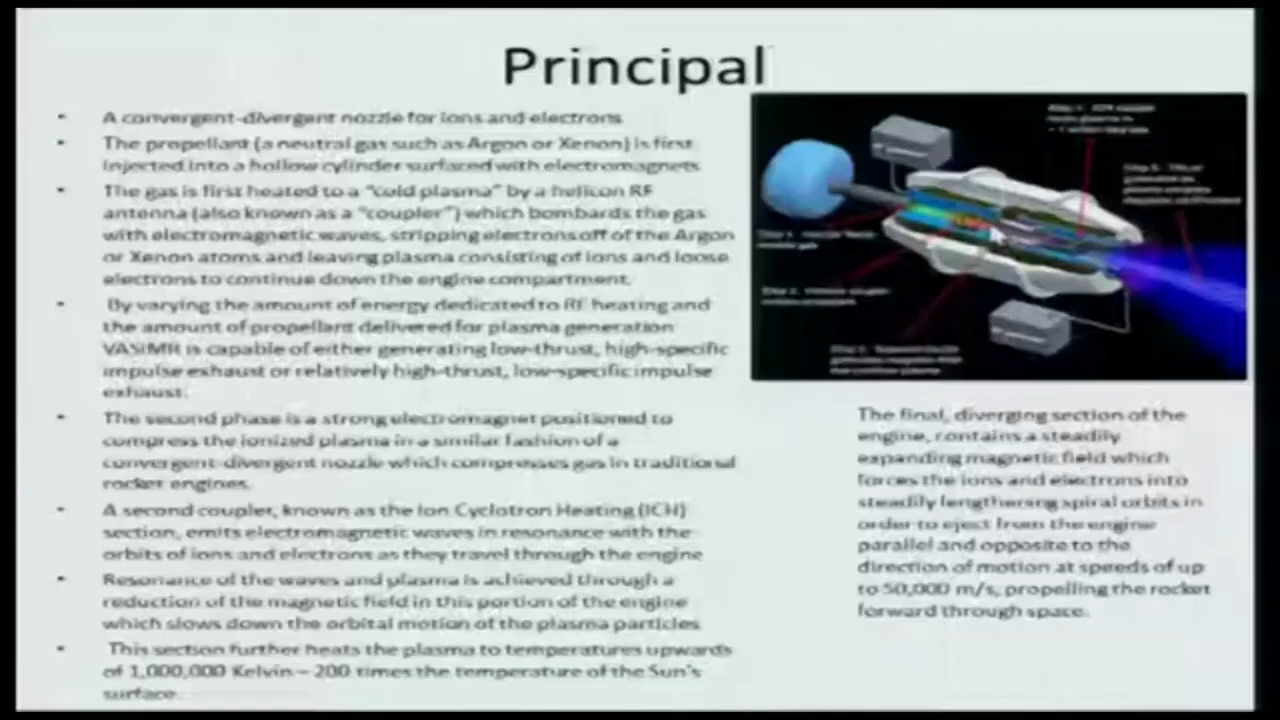 Principal
A convergent-divergent nozzle for ions and electrons
The propellant (a neutral gas such as Argon or Xenon) is first
injected into a hollow cylinder surfaced with electromagnets
The gas is first heated to a "cold plasma" by a helicon RF
antenna (also known as a "coupler") which bombards the gas
with electromagnetic waves, stripping electrons off of the Argon
or Xenon atoms and leaving plasma consisting of ions and loose
electrons to continue down the engine compartment.
By varying the amount of energy dedicated to RF heating and
the amount of propellant delivered for plasma generation
VASIMR is capable of either generating low-thrust, high-specific
impulse exhaust or relatively high-thrust, low-specific impulse
exhaust.
The second phase is a strong electromagnet positioned to
compress the ionized plasma in a similar fashion of a
convergent-divergent nozzle which compresses gas in traditional
rocket engines.
A second coupler, known as the Ion Cyclotron Heating (ICH)
section, emits electromagnetic waves in resonance with the
orbits of ions and electrons as they travel through the engine
Resonance of the waves and plasma is achieved through a
reduction of the magnetic field in this portion of the engine
which slows down the orbital motion of the plasma particles
This section further heats the plasma to temperatures upwards
of 1,000,000 Kelvin – 200 times the temperature of the Sun's
surface.
The final, diverging section of the
engine, contains a steadily
expanding magnetic field which
forces the ions and electrons into
steadily lengthening spiral orbits in
order to eject from the engine
parallel and opposite to the
direction of motion at speeds of up
to 50,000 m/s, propelling the rocket
forward through space.